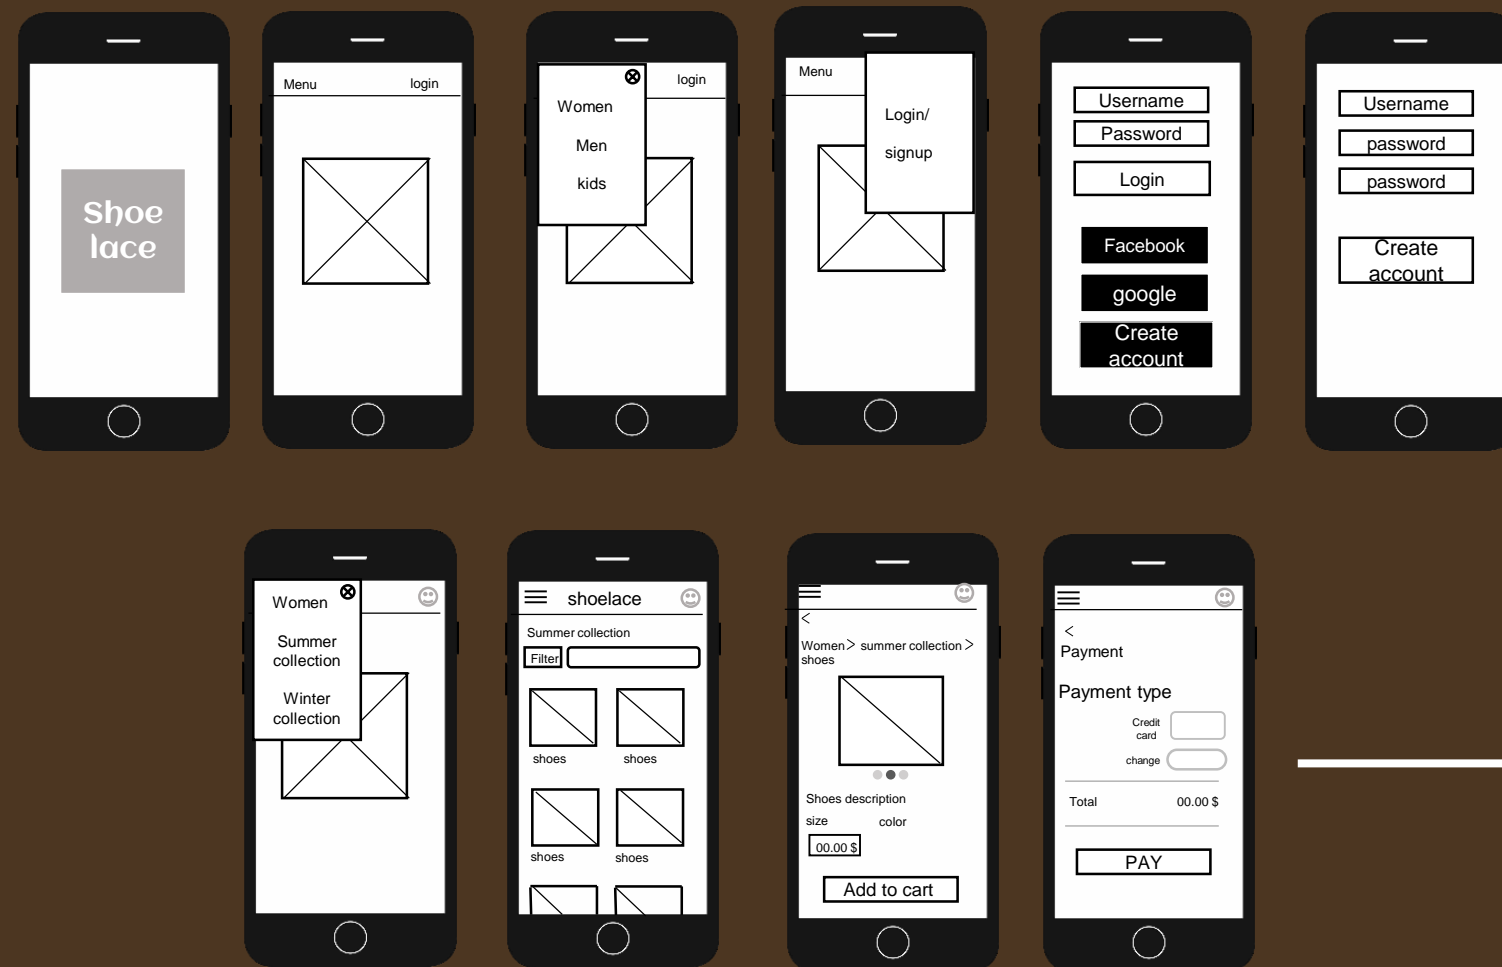 Shoe
lace
Menu login
login
Women
Men
kids
Menu
Login/
signup
Username
Password
Login
Facebook
google
Create
account
Username
password
password
Create
account
Women
Summer
collection
Winter
collection
shoelace
Summer collection
Filter
shoes shoes
shoes shoes
<
Women> summer collection >
shoes
Shoes description
size color
00.00 $
Add to cart
<
Payment
Payment type
Credit
card
change
Total 00.00 $
PAY